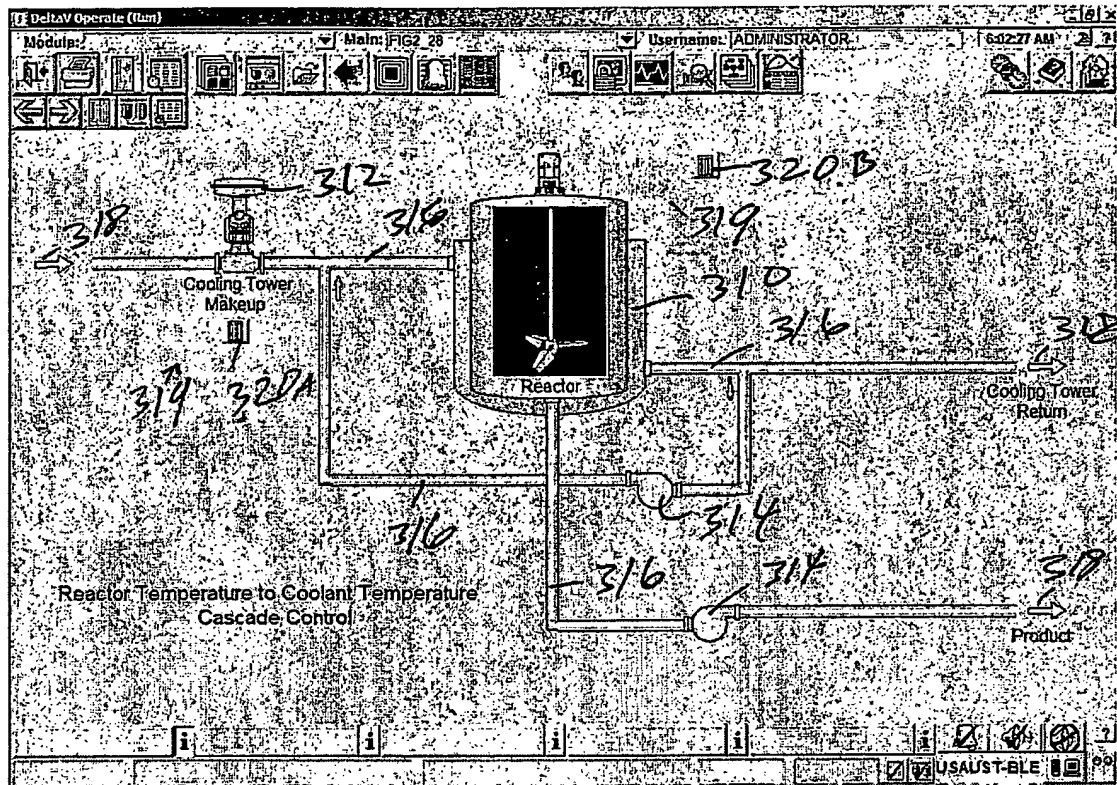 DeltaV Operate (Run)
Module: Main: FIG2_28 Username: ADMINISTRATOR 6:02:27 AM ?
312 320B
318 316 319
Cooling Tower
Makeup
310
316
Reactor
319 320A
Cooling Tower
Return
316 314
316 314 318
Reactor Temperature to Coolant Temperature
Cascade Control
Product
i i i i i ?
USAUST-BLE